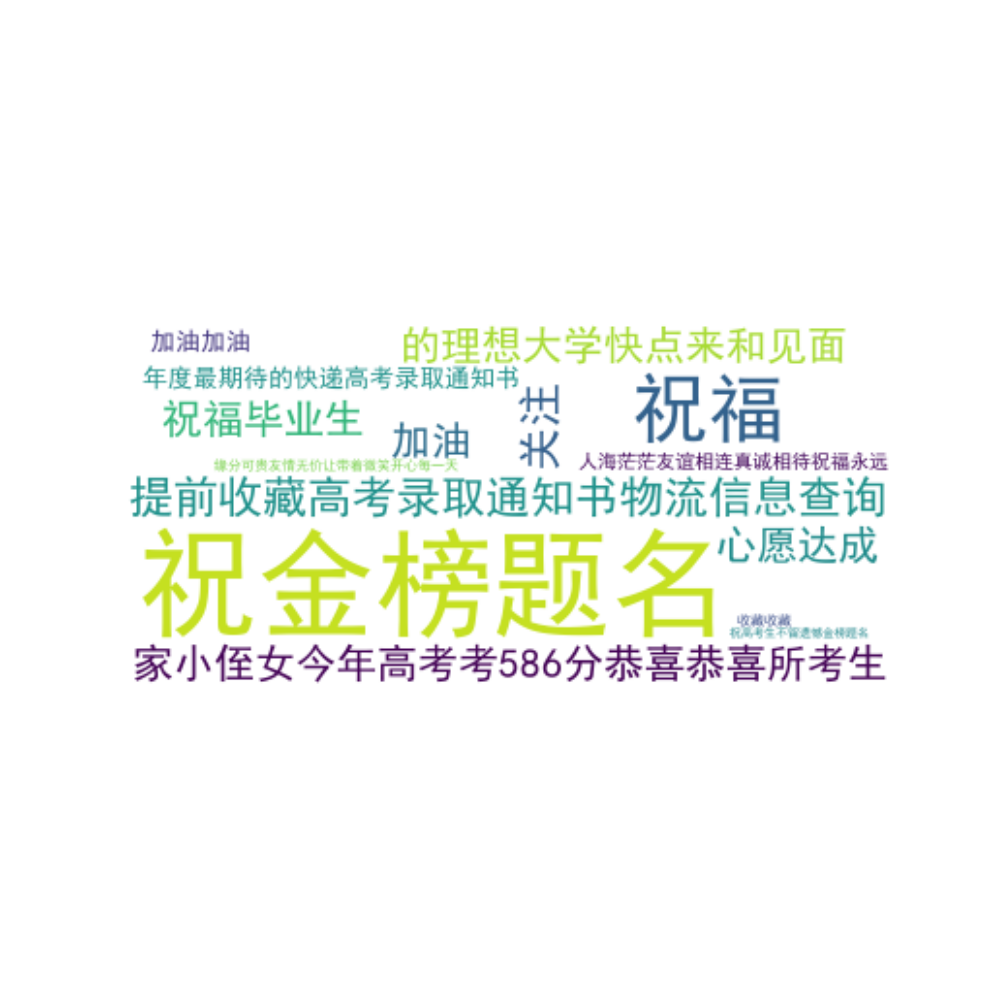 加油加油
的理想大学快点来和见面
年度最期待的快递高考录取通知书
祝福毕业生
加油
关注
祝福
缘分可贵友情无价让带着微笑开心每一天
人海茫茫友谊相连真诚相待祝福永远
提前收藏高考录取通知书物流信息查询
祝金榜题名
心愿达成
收藏收藏
祝高考生不留遗憾金榜题名
家小侄女今年高考考586分恭喜恭喜所考生